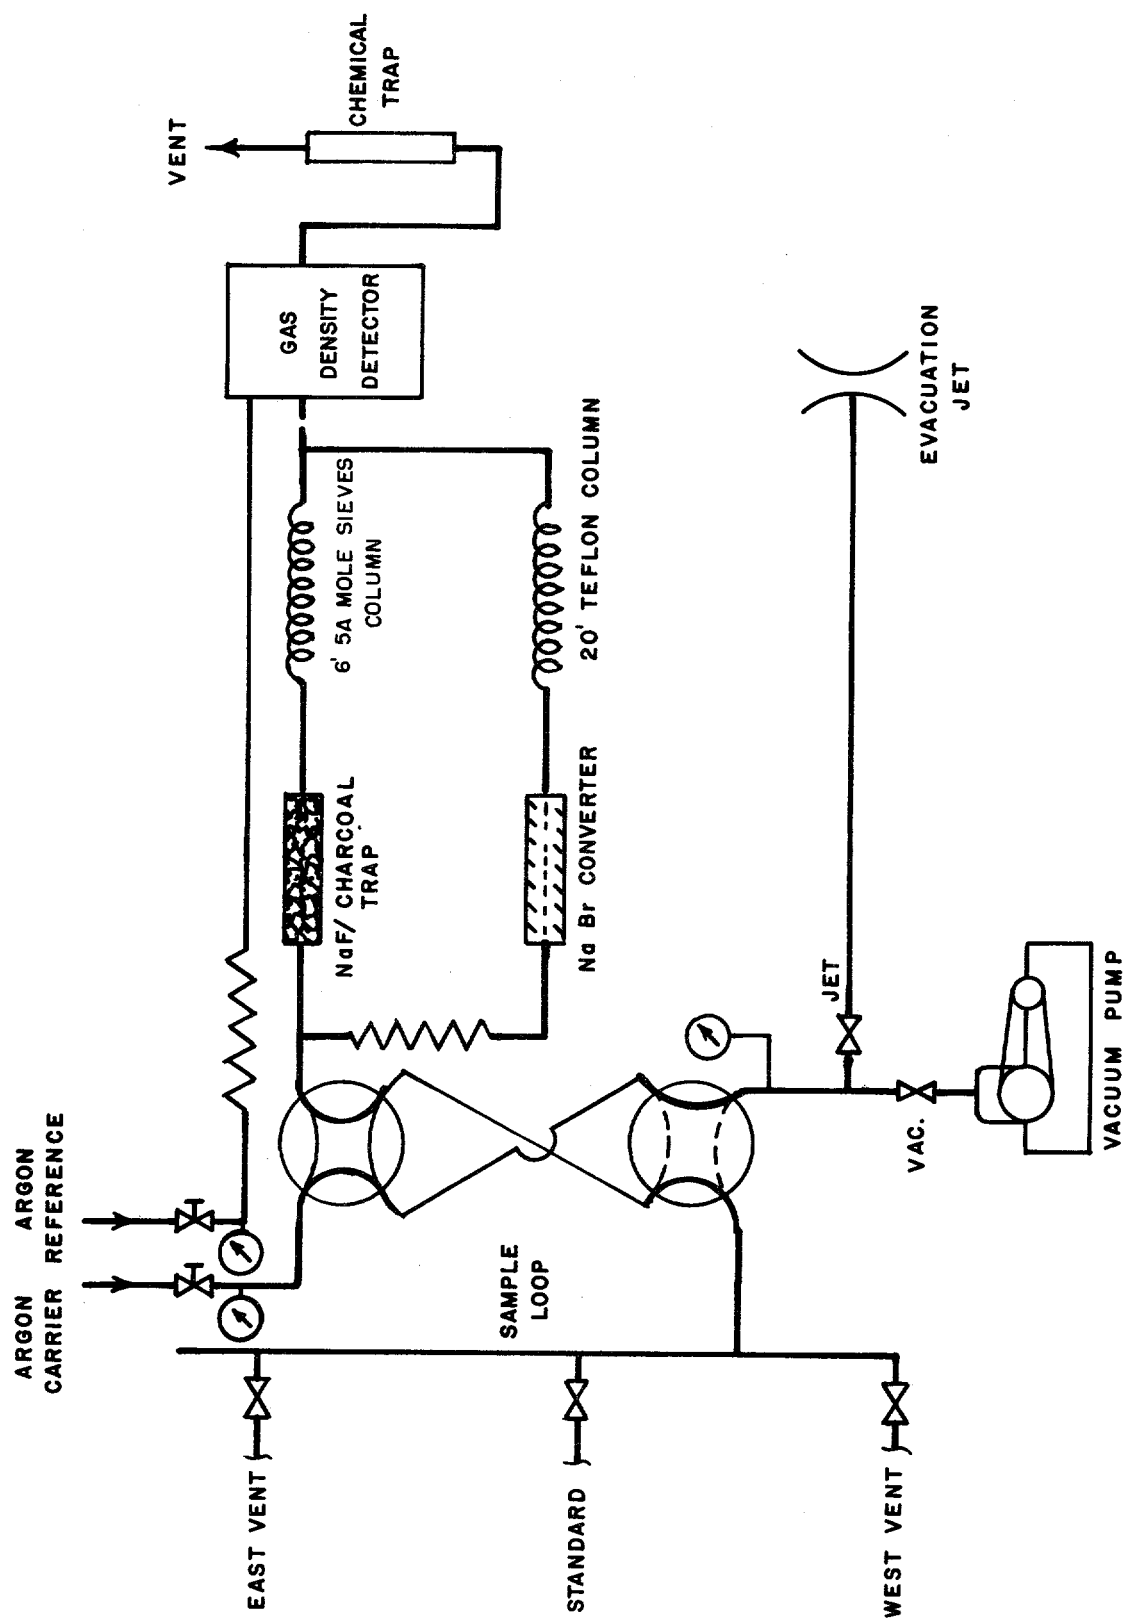 ARGON ARGON
CARRIER REFERENCE
VENT
CHEMICAL
TRAP
GAS
DENSITY
DETECTOR
NaF/ CHARCOAL
TRAP
6' 5A MOLE SIEVES
COLUMN
Na Br CONVERTER
20' TEFLON COLUMN
SAMPLE
LOOP
EAST VENT
STANDARD
WEST VENT
JET
VAC.
VACUUM PUMP
EVACUATION
JET